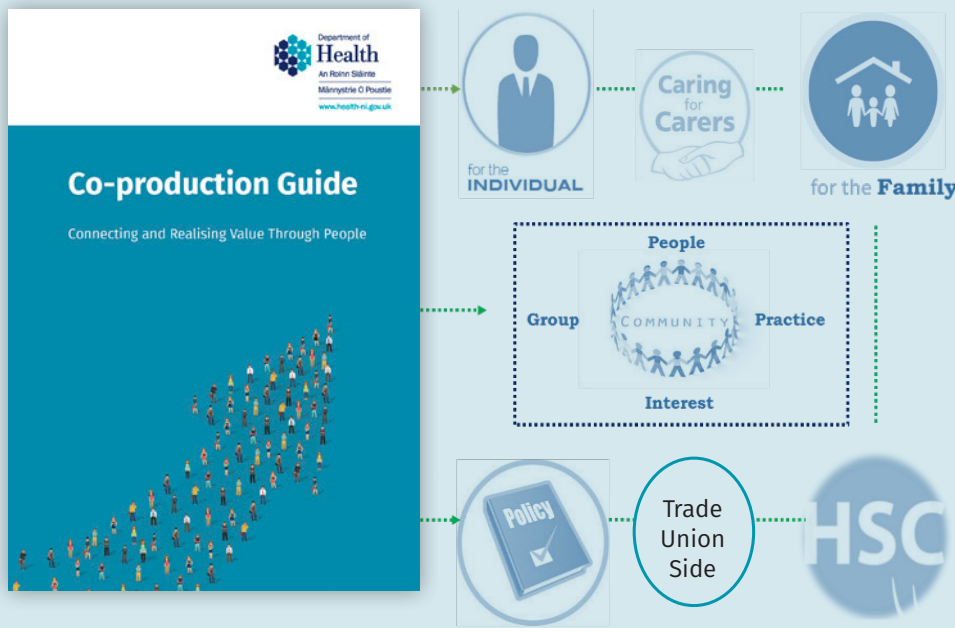 Department of
Health
An Roinn Sláinte
Männystrie O Poustie
www.health-ni.gov.uk
Co-production Guide
Connecting and Realising Value Through People
for the
INDIVIDUAL
Caring
for
Carers
for the Family
People
Group
COMMUNITY
Practice
Interest
Policy
Trade
Union
Side
HSC